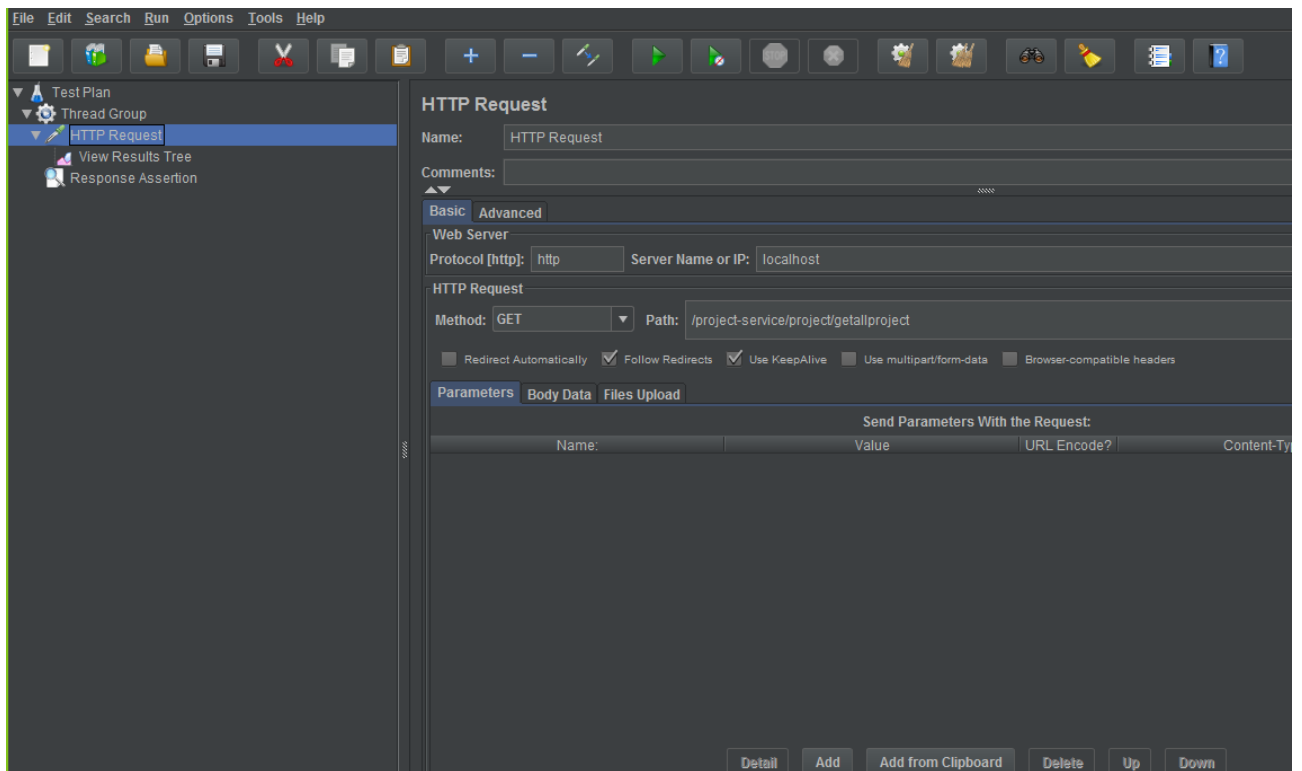 File Edit Search Run Options Tools Help
STOP
Test Plan
Thread Group
HTTP Request
View Results Tree
Response Assertion
HTTP Request
Name: HTTP Request
Comments:
Basic Advanced
Web Server
Protocol [http]: http Server Name or IP: localhost
HTTP Request
Method: GET Path: /project-service/project/getallproject
Redirect Automatically Follow Redirects Use KeepAlive Use multipart/form-data Browser-compatible headers
Parameters Body Data Files Upload
Send Parameters With the Request:
Name: Value URL Encode? Content-Ty
Detail Add Add from Clipboard Delete Up Down